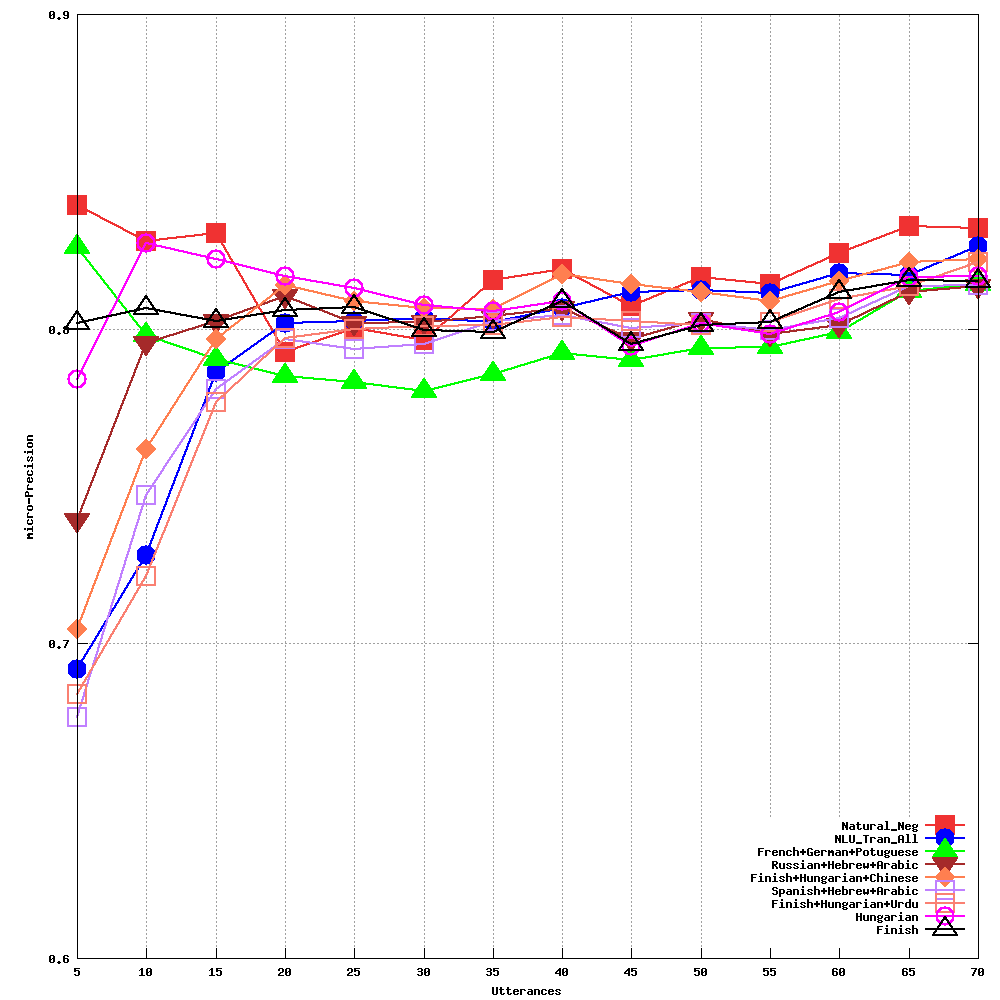 0.9
0.8
0.7
0.6
micro-Precision
5 10 15 20 25 30 35 40 45 50 55 60 65 70
Utterances
Natural_Neg
NLU_Tran_All
French+German+Potuguese
Russian+Hebrew+Arabic
Finish+Hungarian+Chinese
Spanish+Hebrew+Arabic
Finish+Hungarian+Urdu
Hungarian
Finish